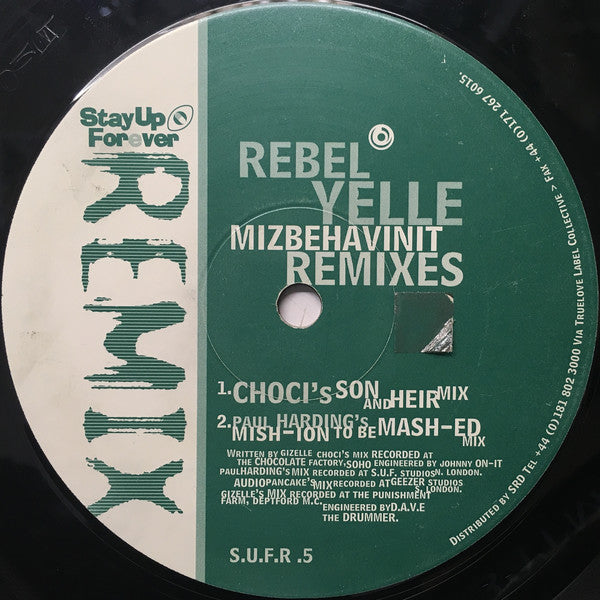 StayUp
Forever
REMIX
6
REBEL
YELLE
MIZBEHAVINIT
REMIXES
1.CHOCI's SON AND HEIR MIX
2.PAUL HARDING's
MISH-ION TO BE MASH-ED MIX
WRITTEN BY GIZELLE CHOCI'S MIX RECORDED AT
THE CHOCOLATE FACTORY, SOHO ENGINEERED BY JOHNNY ON-IT
PAULHARDING'S MIX RECORDED AT S.U.F. STUDIOS N. LONDON.
AUDIOPANCAKE'S MIX RECORDED AT GEEZER STUDIOS
S. LONDON.
GIZELLE'S MIX RECORDED AT THE PUNISHMENT
FARM, DEPTFORD M.C.
ENGINEERED BY D.A.V.E
THE DRUMMER.
S.U.F.R .5
DISTRIBUTED BY SRD TEL +44 (0)181 802 3000 VIA TRUELOVE LABEL COLLECTIVE > FAX +44 (0)171 267 6015.